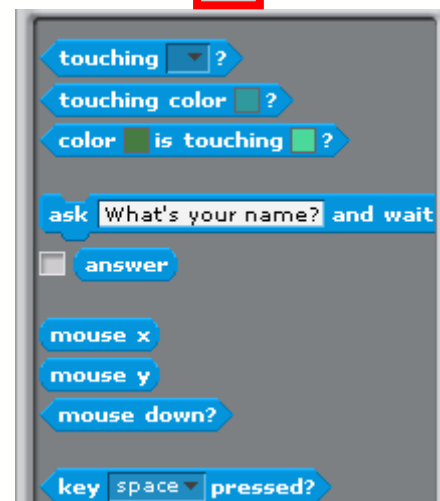 touching ?
touching color ?
color is touching ?
ask What's your name? and wait
answer
mouse x
mouse y
mouse down?
key space pressed?